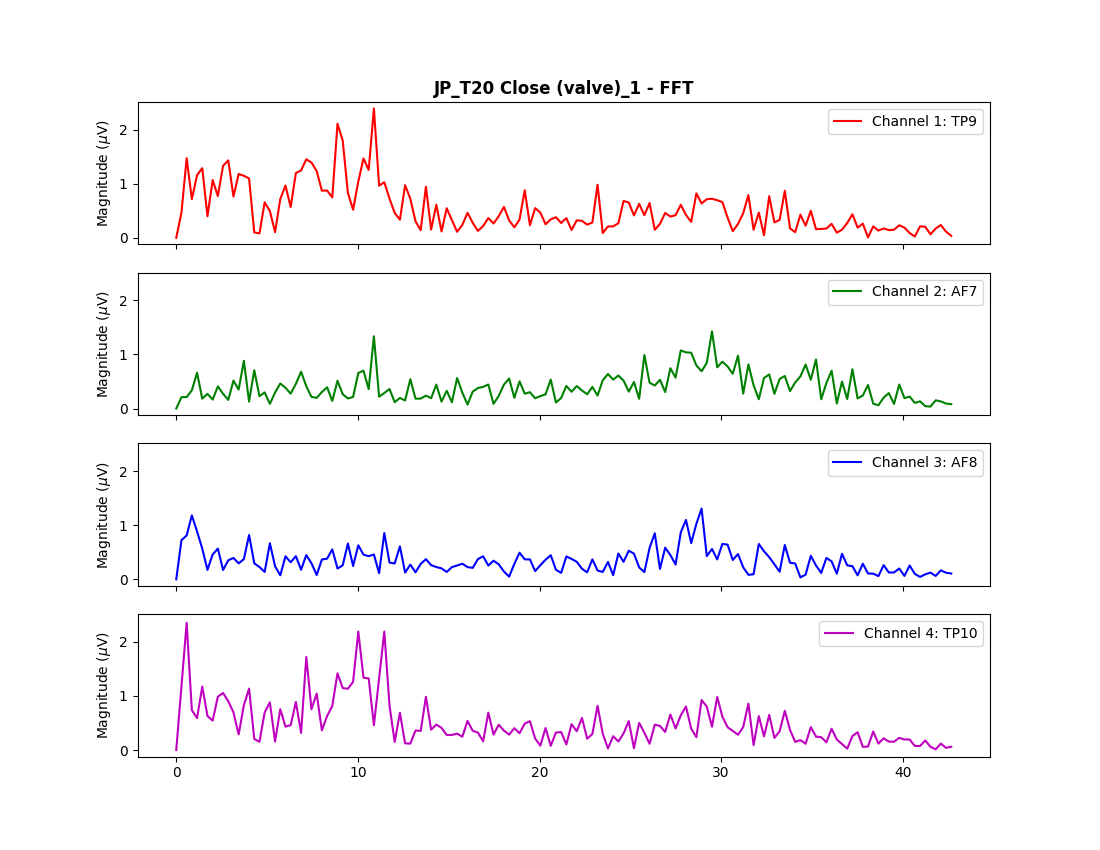 JP_T20 Close (valve)_1 - FFT
Magnitude (μV)
2
1
0
Channel 1: TP9
Magnitude (μV)
2
1
0
Channel 2: AF7
Magnitude (μV)
2
1
0
Channel 3: AF8
Magnitude (μV)
2
1
0
Channel 4: TP10
0 10 20 30 40